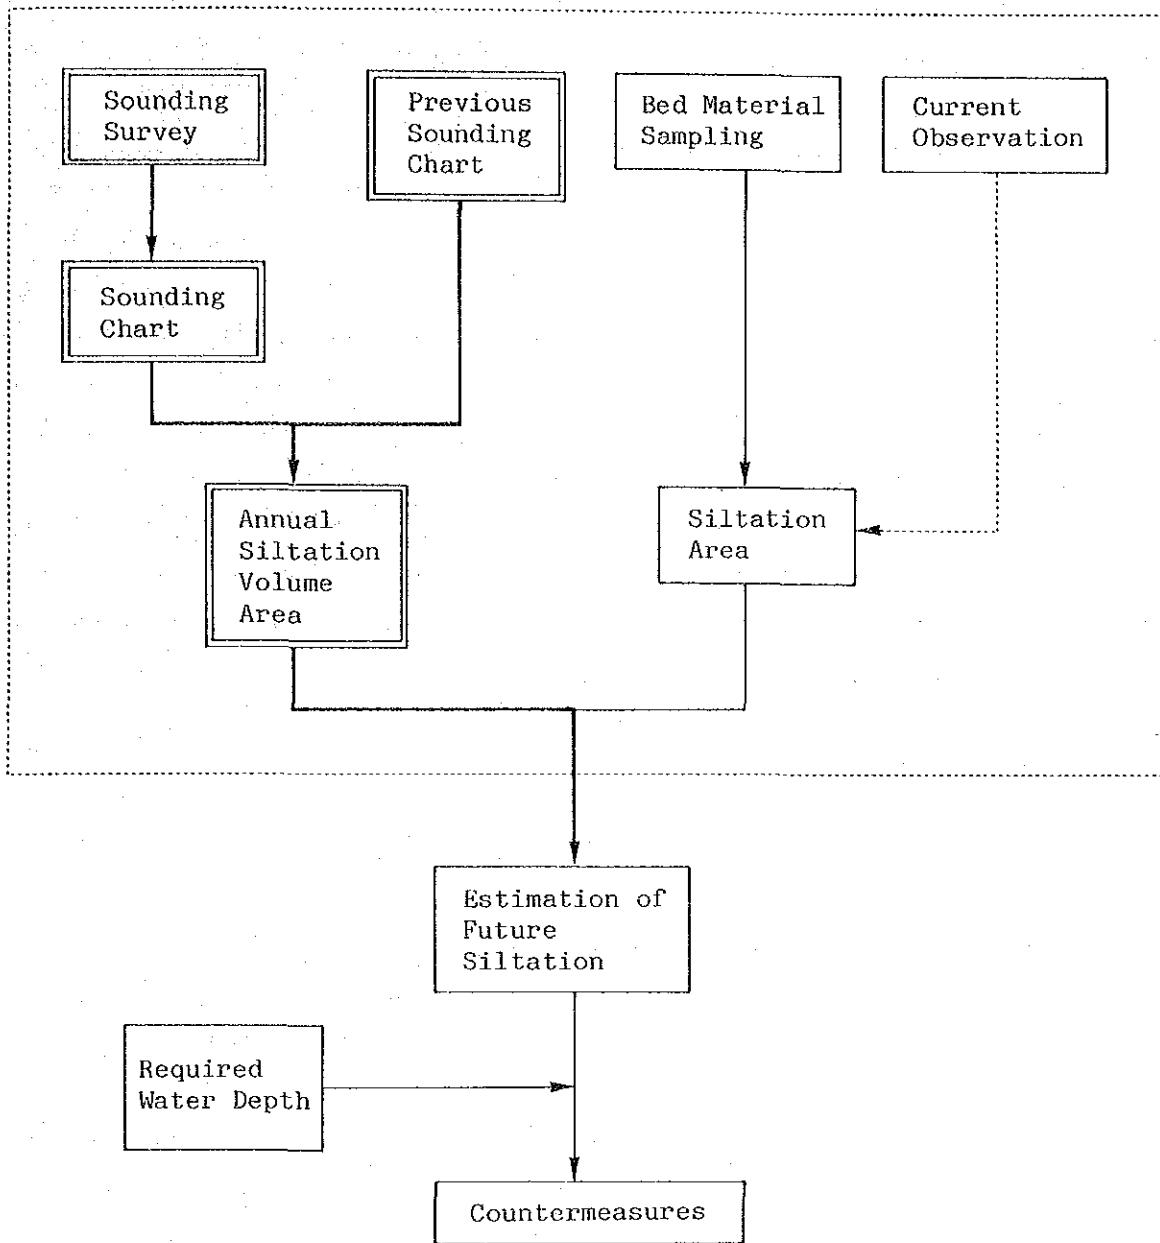 Sounding
Survey
Previous
Sounding
Chart
Bed Material
Sampling
Current
Observation
Sounding
Chart
Annual
Siltation
Volume
Area
Siltation
Area
Estimation of
Future
Siltation
Required
Water Depth
Countermeasures